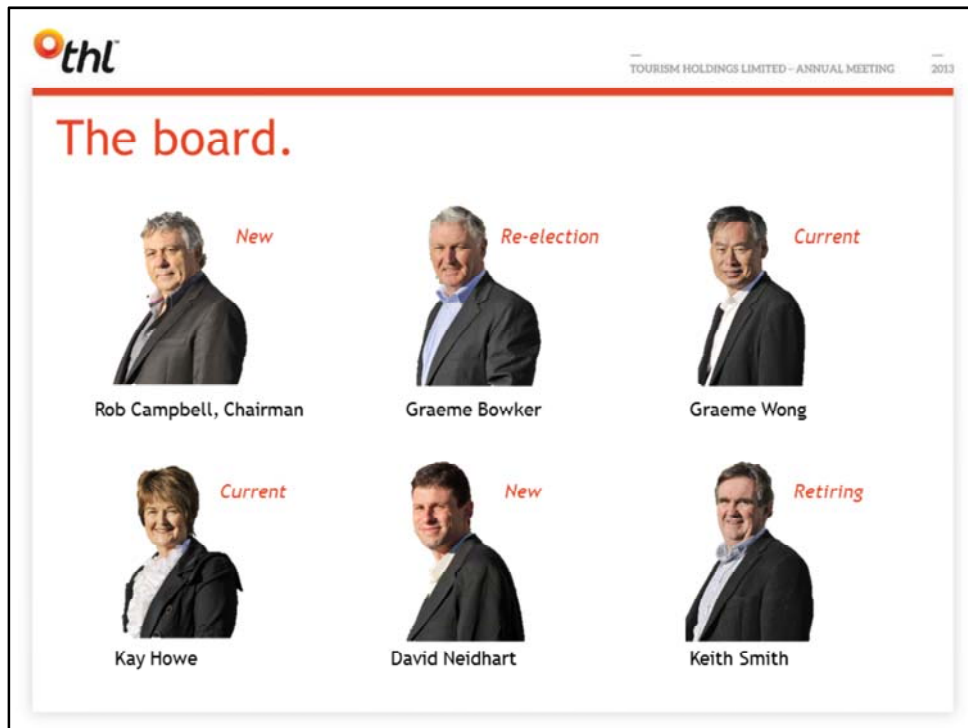 thl™
TOURISM HOLDINGS LIMITED – ANNUAL MEETING 2013
The board.
New
Re-election
Current
Rob Campbell, Chairman
Graeme Bowker
Graeme Wong
Current
New
Retiring
Kay Howe
David Neidhart
Keith Smith